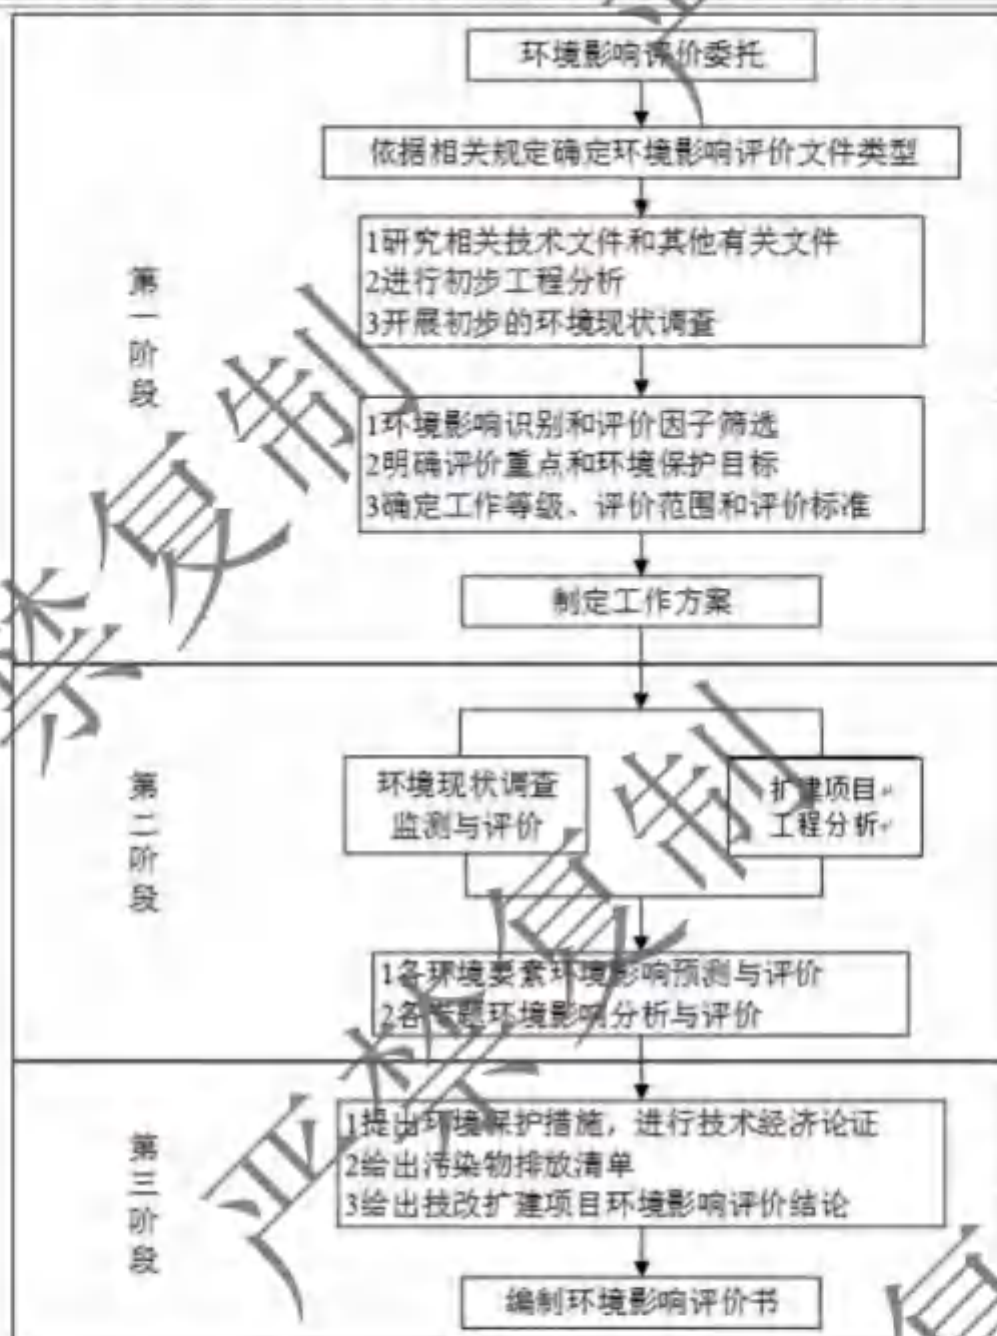 环境影响评价委托
依据相关规定确定环境影响评价文件类型
1研究相关技术文件和其他有关文件
2进行初步工程分析
3开展初步的环境现状调查
第一阶段
1环境影响识别和评价因子筛选
2明确评价重点和环境保护目标
3确定工作等级、评价范围和评价标准
制定工作方案
第二阶段
环境现状调查
监测与评价
扩建项目
工程分析
1各环境要素环境影响预测与评价
2各专题环境影响分析与评价
第三阶段
1提出环境保护措施，进行技术经济论证
2给出污染物排放清单
3给出技改扩建项目环境影响评价结论
编制环境影响评价书
严禁复制
禁复制